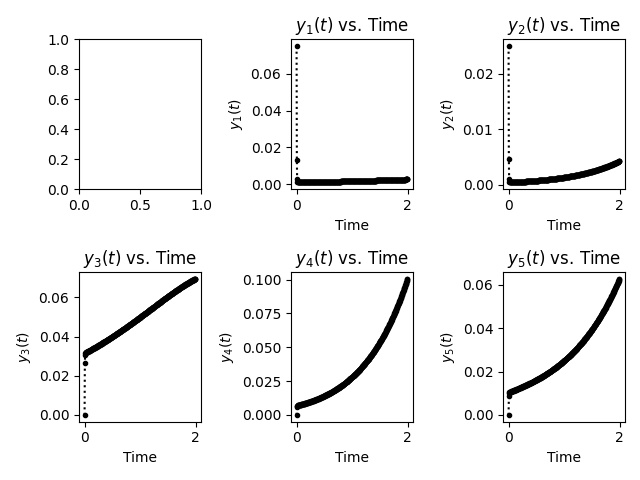 1.0
0.8
0.6
0.4
0.2
0.0
0.0 0.5 1.0
y₁(t) vs. Time
y₁(t)
0.06
0.04
0.02
0.00
0 2
Time
y₂(t) vs. Time
y₂(t)
0.02
0.01
0.00
0 2
Time
y₃(t) vs. Time
y₃(t)
0.06
0.04
0.02
0.00
0 2
Time
y₄(t) vs. Time
y₄(t)
0.100
0.075
0.050
0.025
0.000
0 2
Time
y₅(t) vs. Time
y₅(t)
0.06
0.04
0.02
0.00
0 2
Time